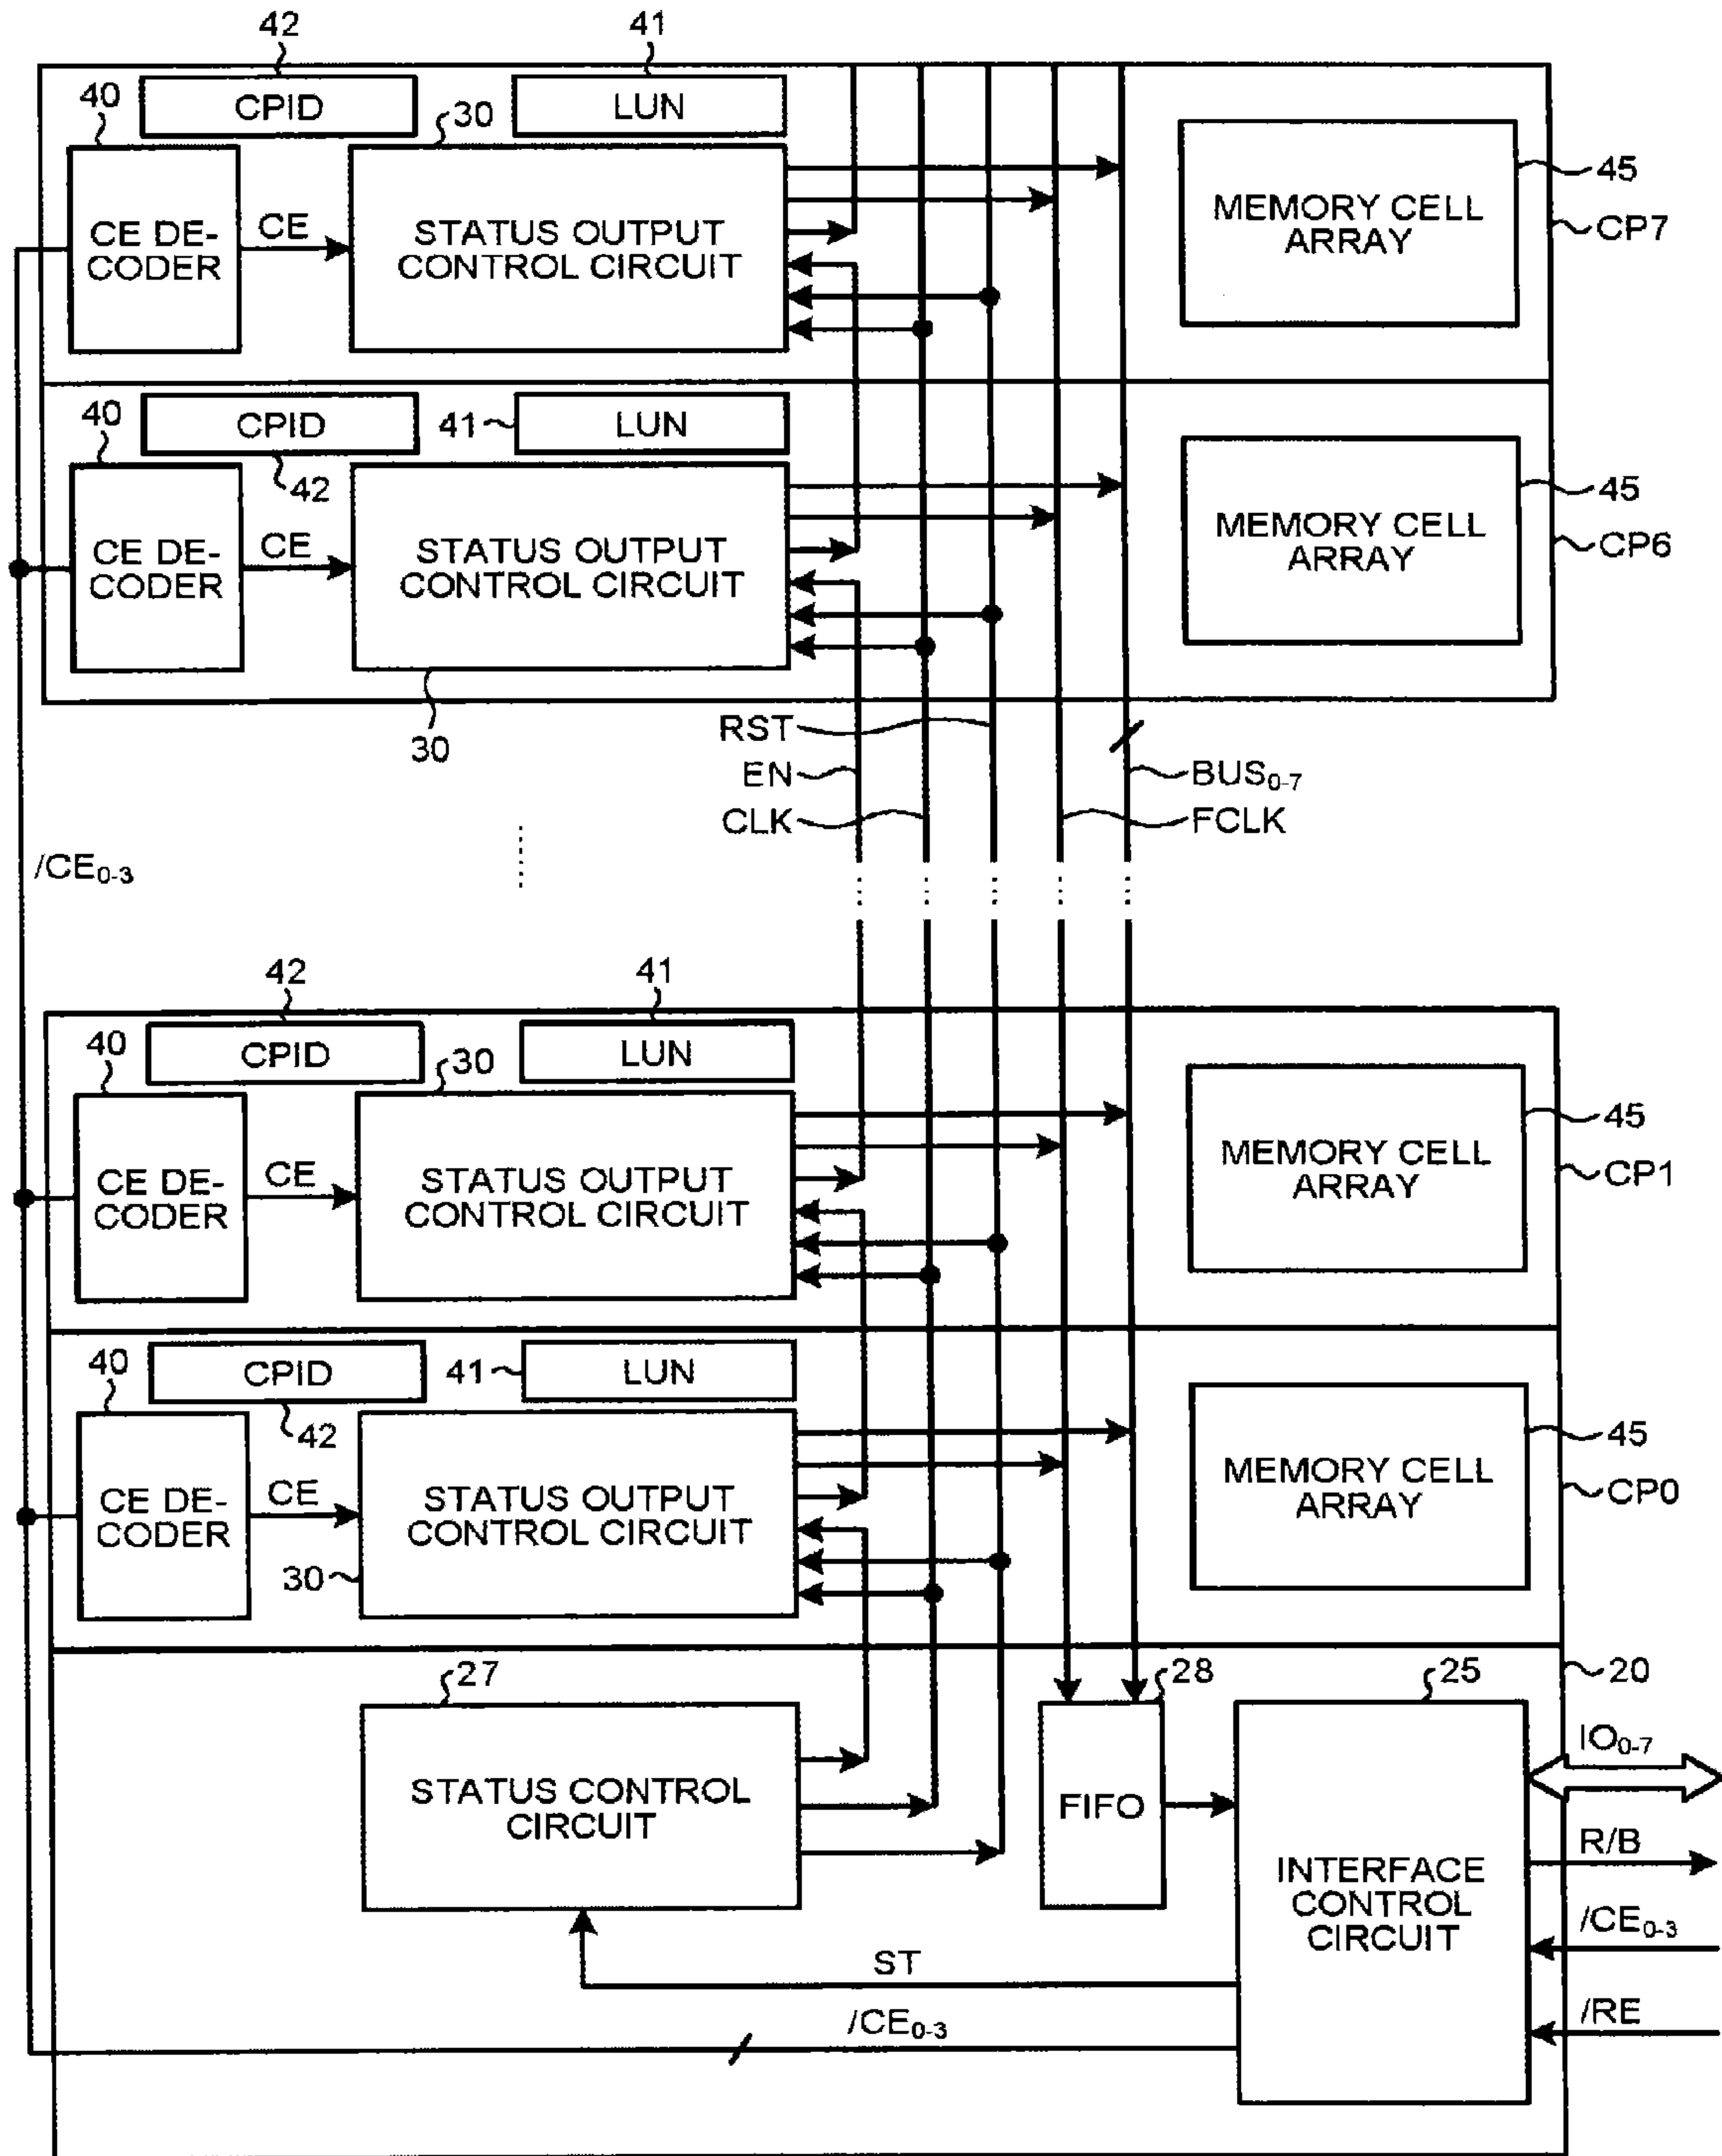 42
41
40
CPID
30
LUN
CE DE-
CODER
CE
STATUS OUTPUT
CONTROL CIRCUIT
MEMORY CELL
ARRAY
45
CP7
40
CPID
42
41
LUN
CE DE-
CODER
CE
STATUS OUTPUT
CONTROL CIRCUIT
30
MEMORY CELL
ARRAY
45
CP6
RST
EN
CLK
BUS0-7
FCLK
/CE0-3
42
41
40
CPID
30
LUN
CE DE-
CODER
CE
STATUS OUTPUT
CONTROL CIRCUIT
MEMORY CELL
ARRAY
45
CP1
40
CPID
42
41
LUN
CE DE-
CODER
CE
STATUS OUTPUT
CONTROL CIRCUIT
30
MEMORY CELL
ARRAY
45
CP0
27
STATUS CONTROL
CIRCUIT
28
FIFO
25
INTERFACE
CONTROL
CIRCUIT
20
IO0-7
R/B
/CE0-3
/RE
ST
/CE0-3